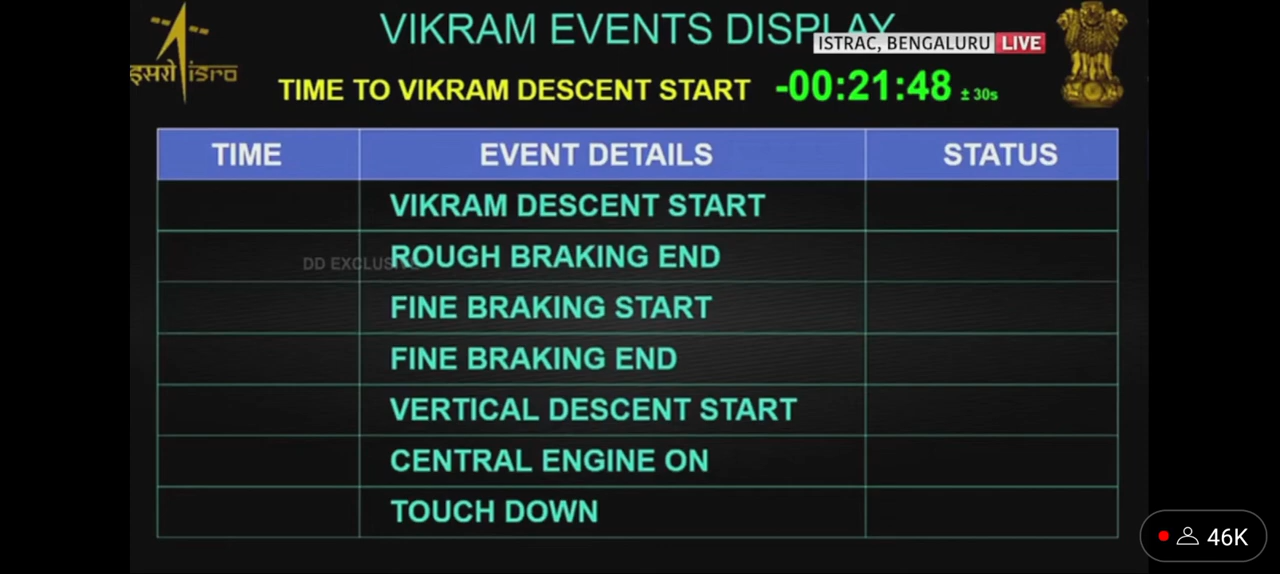 VIKRAM EVENTS DISPLAY
ISTRAC, BENGALURU LIVE
इसरो isro
TIME TO VIKRAM DESCENT START -00:21:48 ± 30s
TIME EVENT DETAILS STATUS
VIKRAM DESCENT START
DD EXCLUSIVE
ROUGH BRAKING END
FINE BRAKING START
FINE BRAKING END
VERTICAL DESCENT START
CENTRAL ENGINE ON
TOUCH DOWN
46K